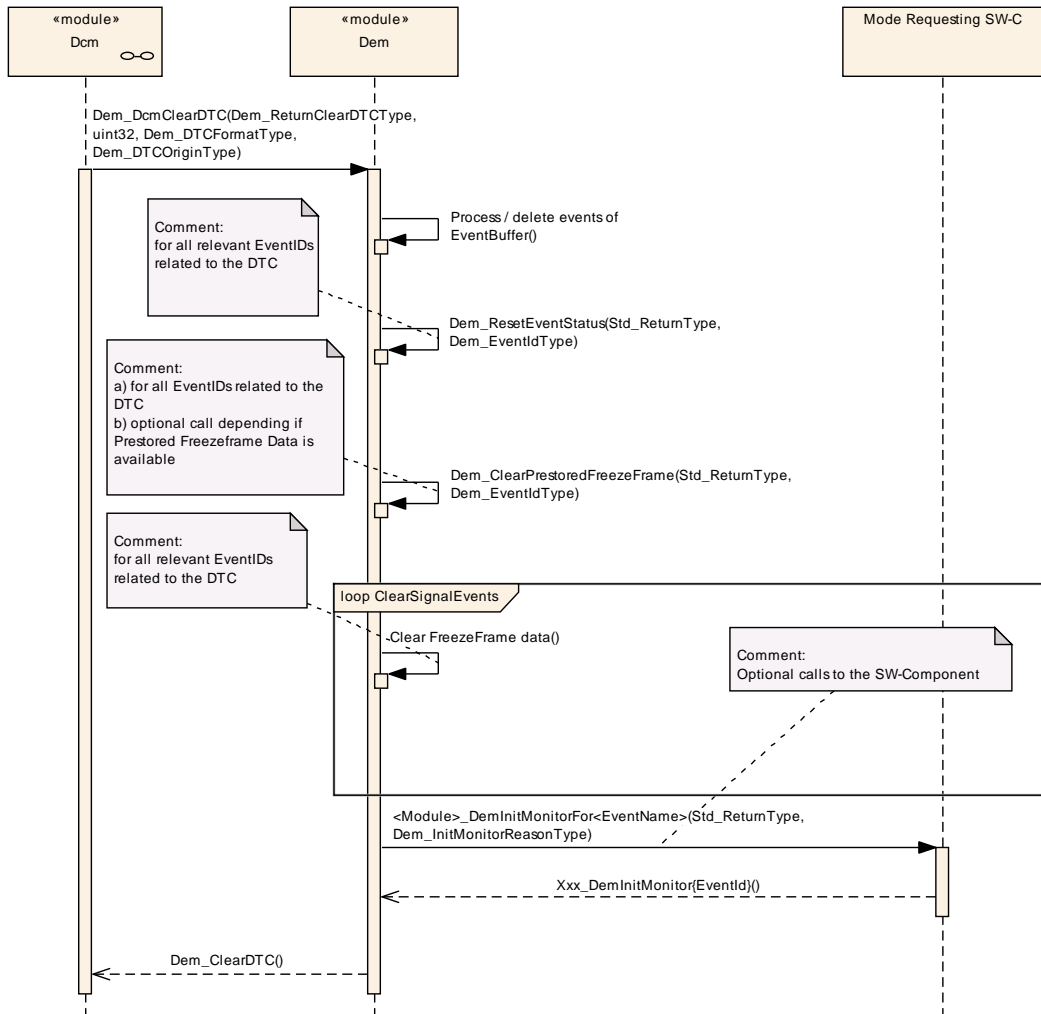 «module»
Dcm
«module»
Dem
Mode Requesting SW-C
Dem_DcmClearDTC(Dem_ReturnClearDTCType,
uint32, Dem_DTCFormatType,
Dem_DTCOriginType)
Comment:
for all relevant EventIDs
related to the DTC
Process / delete events of
EventBuffer()
Dem_ResetEventStatus(Std_ReturnType,
Dem_EventIdType)
Comment:
a) for all EventIDs related to the
DTC
b) optional call depending if
Prestored Freezeframe Data is
available
Dem_ClearPrestoredFreezeFrame(Std_ReturnType,
Dem_EventIdType)
Comment:
for all relevant EventIDs
related to the DTC
loop ClearSignalEvents
Clear FreezeFrame data()
Comment:
Optional calls to the SW-Component
<Module>_DemInitMonitorFor<EventName>(Std_ReturnType,
Dem_InitMonitorReasonType)
Xxx_DemInitMonitor{EventId}()
Dem_ClearDTC()